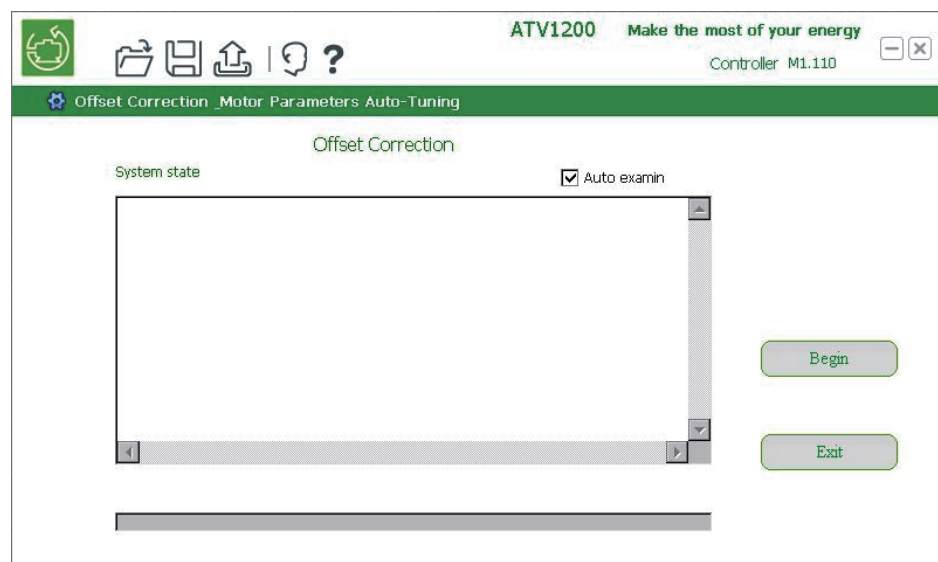 ATV1200 Make the most of your energy
Controller M1.110
?
Offset Correction _Motor Parameters Auto-Tuning
Offset Correction
System state
Auto examin
Begin
Exit